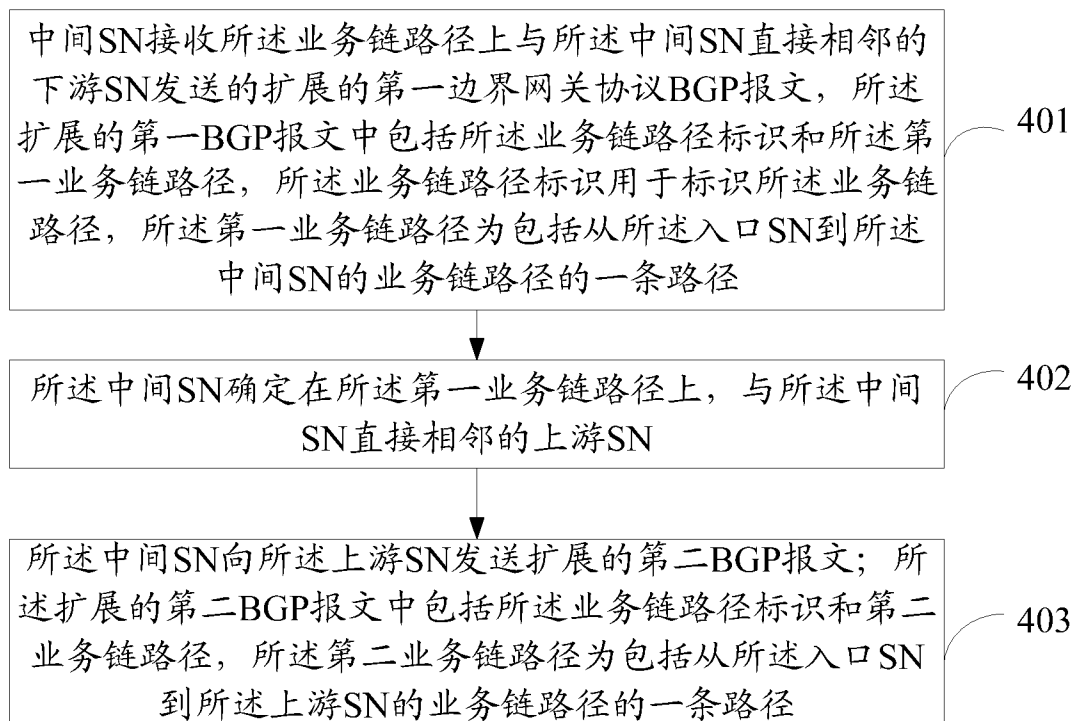 中间SN接收所述业务链路径上与所述中间SN直接相邻的
下游SN发送的扩展的第一边界网关协议BGP报文，所述
扩展的第一BGP报文中包括所述业务链路径标识和所述第
一业务链路径，所述业务链路径标识用于标识所述业务链
路径，所述第一业务链路径为包括从所述入口SN到所述
中间SN的业务链路径的一条路径
401
所述中间SN确定在所述第一业务链路径上，与所述中间
SN直接相邻的上游SN
402
所述中间SN向所述上游SN发送扩展的第二BGP报文；所
述扩展的第二BGP报文中包括所述业务链路径标识和第二
业务链路径，所述第二业务链路径为包括从所述入口SN
到所述上游SN的业务链路径的一条路径
403